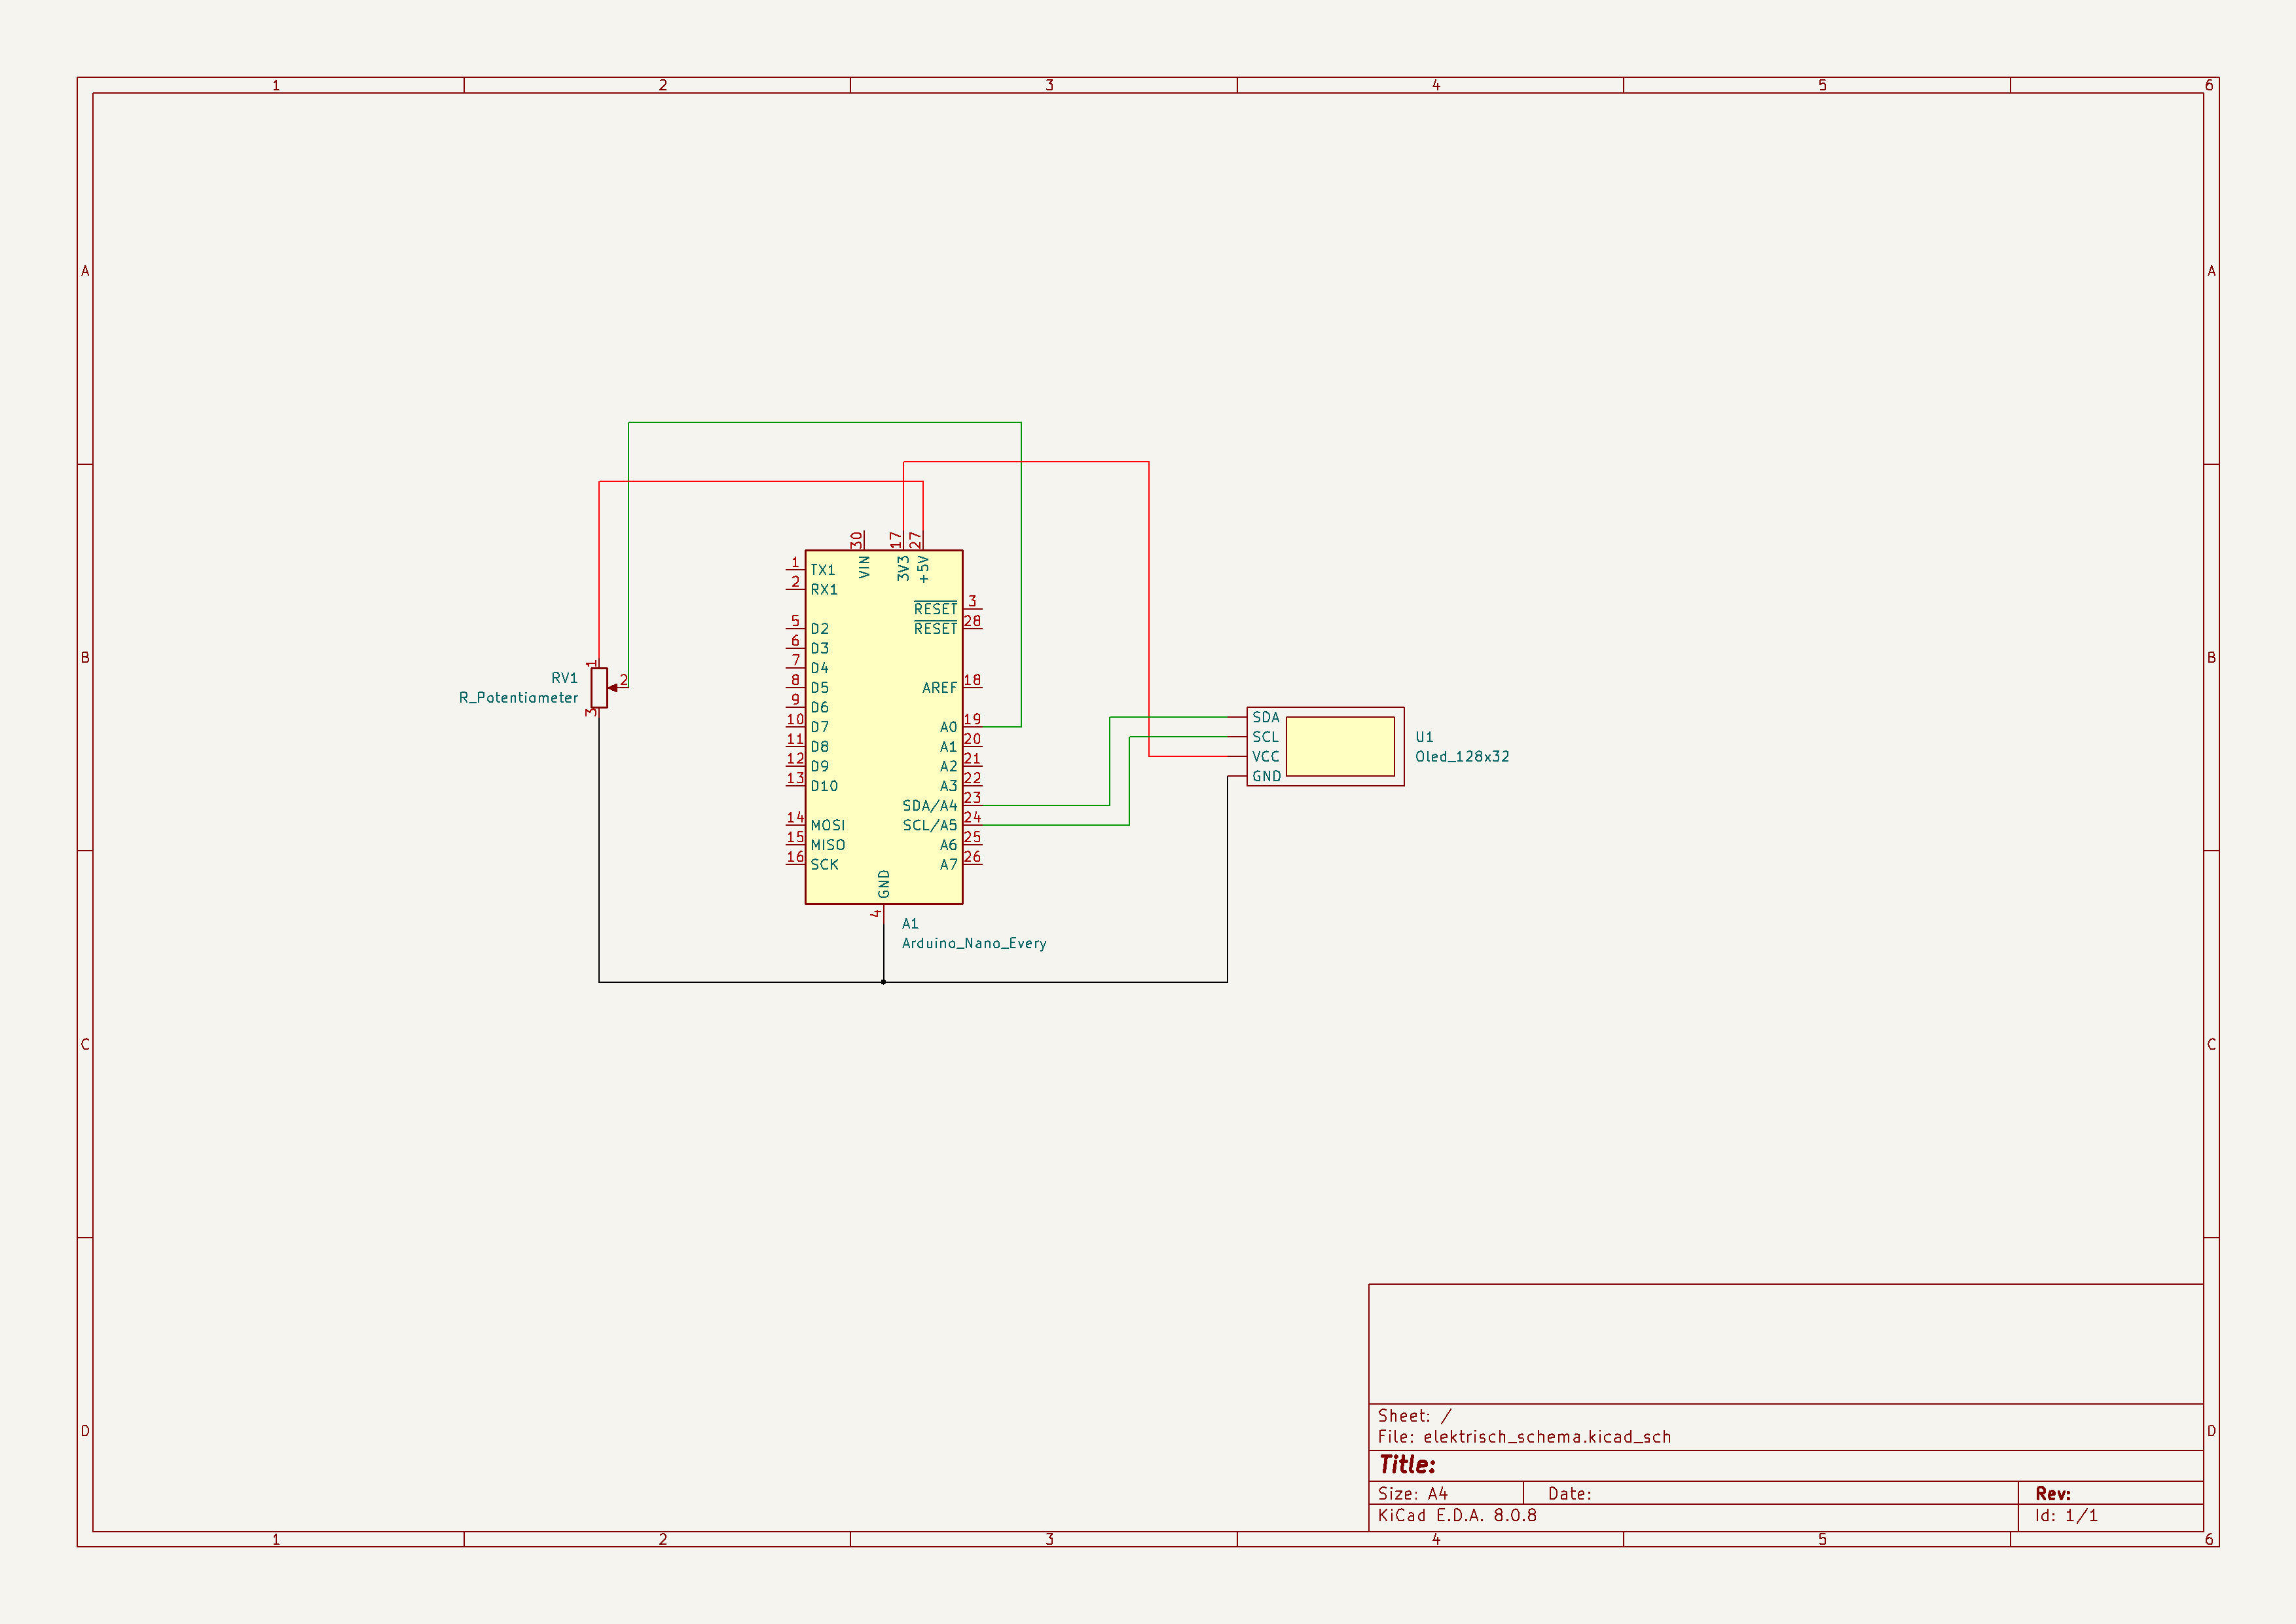 1 2 3 4 5 6
A A
30 17 27
VIN 3V3 +5V
1 TX1
2 RX1
RESET 3
5 D2 RESET 28
6 D3
B B
7 D4
RV1 1
R_Potentiometer 2
3
8 D5 AREF 18
9 D6
10 D7 A0 19
11 D8 A1 20
12 D9 A2 21
13 D10 A3 22
SDA/A4 23
14 MOSI SCL/A5 24
15 MISO A6 25
16 SCK A7 26
GND
4
A1
Arduino_Nano_Every
SDA
SCL U1
VCC Oled_128x32
GND
C C
D D
Sheet: /
File: elektrisch_schema.kicad_sch
Title:
Size: A4 Date: Rev:
KiCad E.D.A. 8.0.8 Id: 1/1
1 2 3 4 5 6